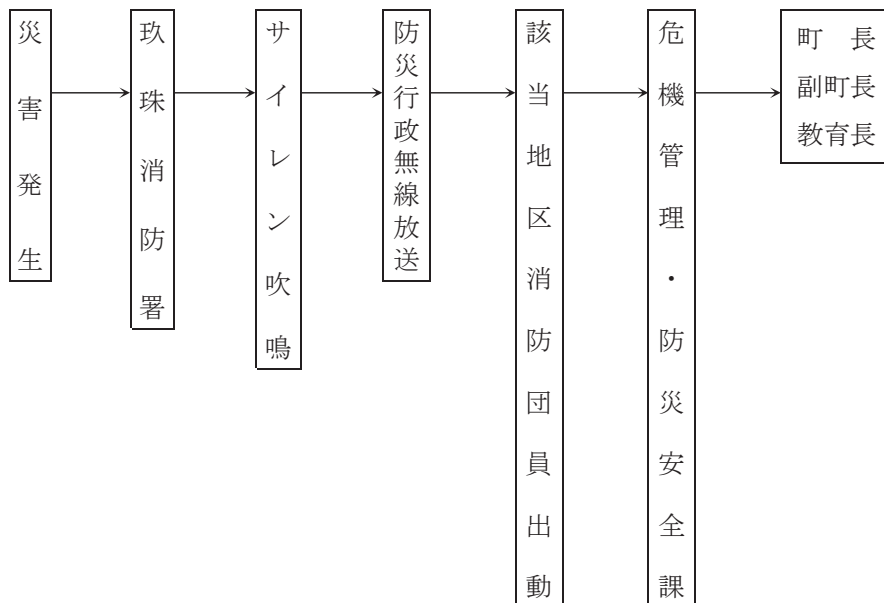 災害発生
玖珠消防署
サイレン吹鳴
防災行政無線放送
該当地区消防団員出動
危機管理・防災安全課
町　長
副町長
教育長